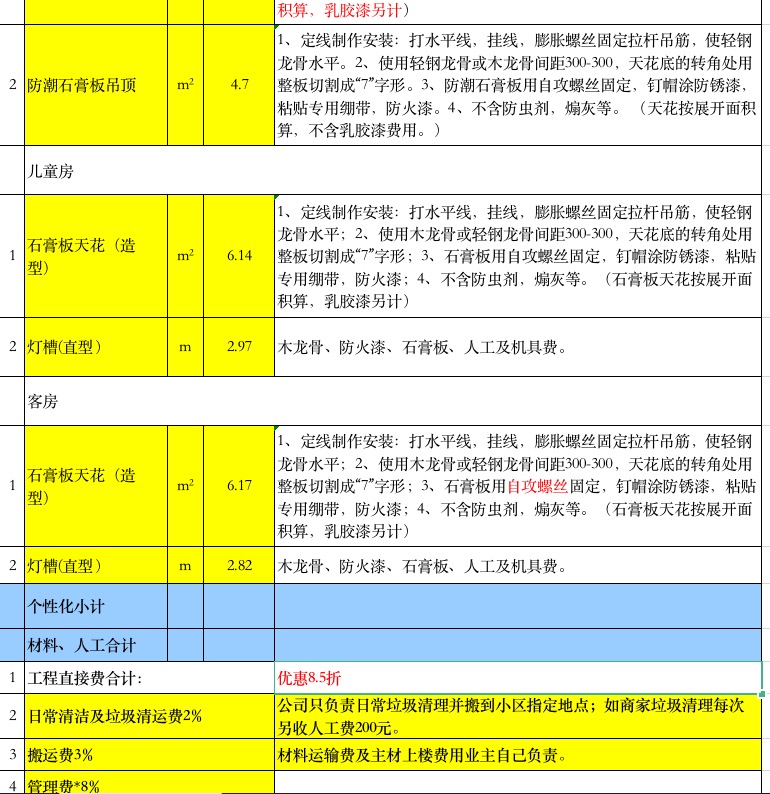 积算，乳胶漆另计）
2 防潮石膏板吊顶 m² 4.7
1、定线制作安装：打水平线，挂线，膨胀螺丝固定拉杆吊筋，使轻钢
龙骨水平。2、使用轻钢龙骨或木龙骨间距300-300，天花底的转角处用
整板切割成“7”字形。3、防潮石膏板用自攻螺丝固定，钉帽涂防锈漆，
粘贴专用绷带，防火漆。4、不含防虫剂，煽灰等。（天花按展开面积
算，不含乳胶漆费用。）
儿童房
1 石膏板天花（造
型） m² 6.14
1、定线制作安装：打水平线，挂线，膨胀螺丝固定拉杆吊筋，使轻钢
龙骨水平；2、使用木龙骨或轻钢龙骨间距300-300，天花底的转角处用
整板切割成“7”字形；3、石膏板用自攻螺丝固定，钉帽涂防锈漆，粘贴
专用绷带，防火漆；4、不含防虫剂，煽灰等。（石膏板天花按展开面
积算，乳胶漆另计）
2 灯槽(直型） m 2.97 木龙骨、防火漆、石膏板、人工及机具费。
客房
1 石膏板天花（造
型） m² 6.17
1、定线制作安装：打水平线，挂线，膨胀螺丝固定拉杆吊筋，使轻钢
龙骨水平；2、使用木龙骨或轻钢龙骨间距300-300，天花底的转角处用
整板切割成“7”字形；3、石膏板用自攻螺丝固定，钉帽涂防锈漆，粘贴
专用绷带，防火漆；4、不含防虫剂，煽灰等。（石膏板天花按展开面
积算，乳胶漆另计）
2 灯槽(直型） m 2.82 木龙骨、防火漆、石膏板、人工及机具费。
个性化小计
材料、人工合计
1 工程直接费合计： 优惠8.5折
2 日常清洁及垃圾清运费2%
公司只负责日常垃圾清理并搬到小区指定地点；如商家垃圾清理每次
另收人工费200元。
3 搬运费3% 材料运输费及主材上楼费用业主自己负责。
4 管理费*8%